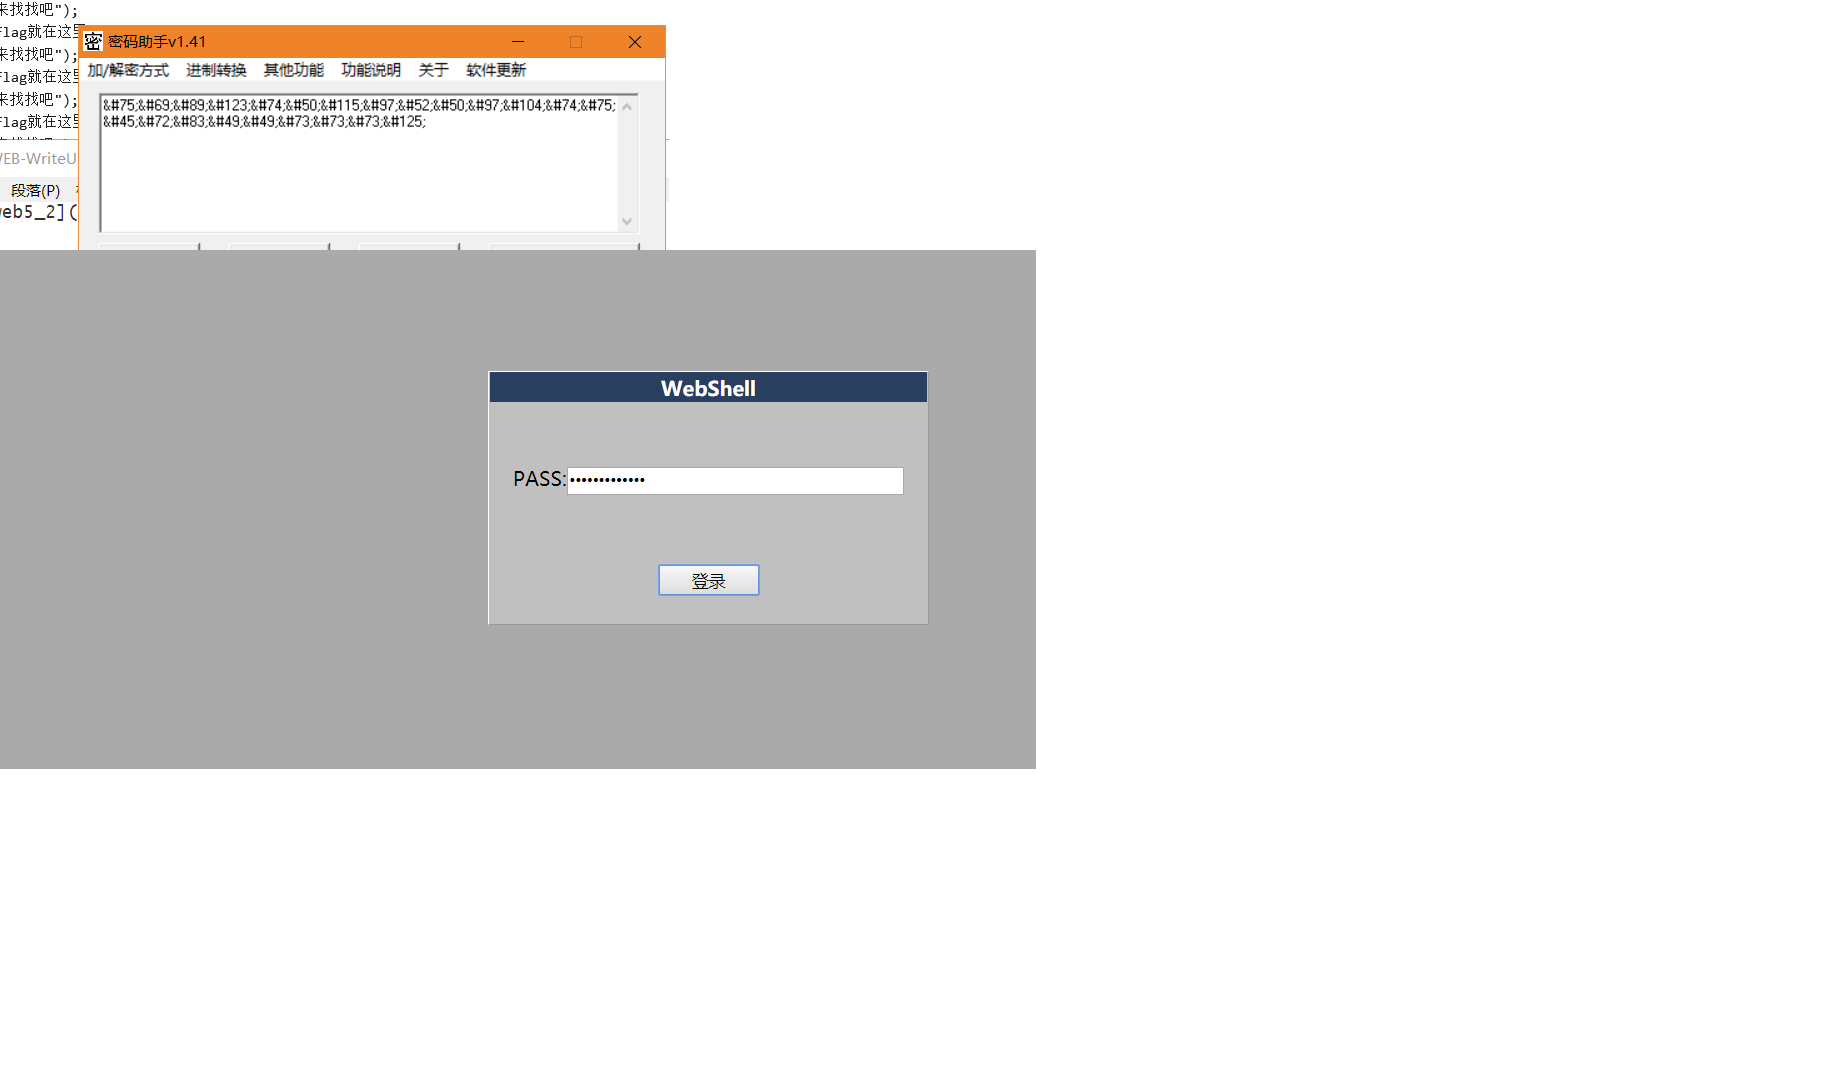 来找找吧");
flag就在这里
来找找吧");
flag就在这里
来找找吧");
flag就在这里
密 密码助手v1.41
加/解密方式 进制转换 其他功能 功能说明 关于 软件更新
&#75;&#69;&#89;&#123;&#74;&#50;&#115;&#97;&#52;&#50;&#97;&#104;&#74;&#75;
&#45;&#72;&#83;&#49;&#49;&#73;&#73;&#73;&#125;
WEB-WriteU
段落(P)
web5_2](
WebShell
PASS:•••••••••••••
登录